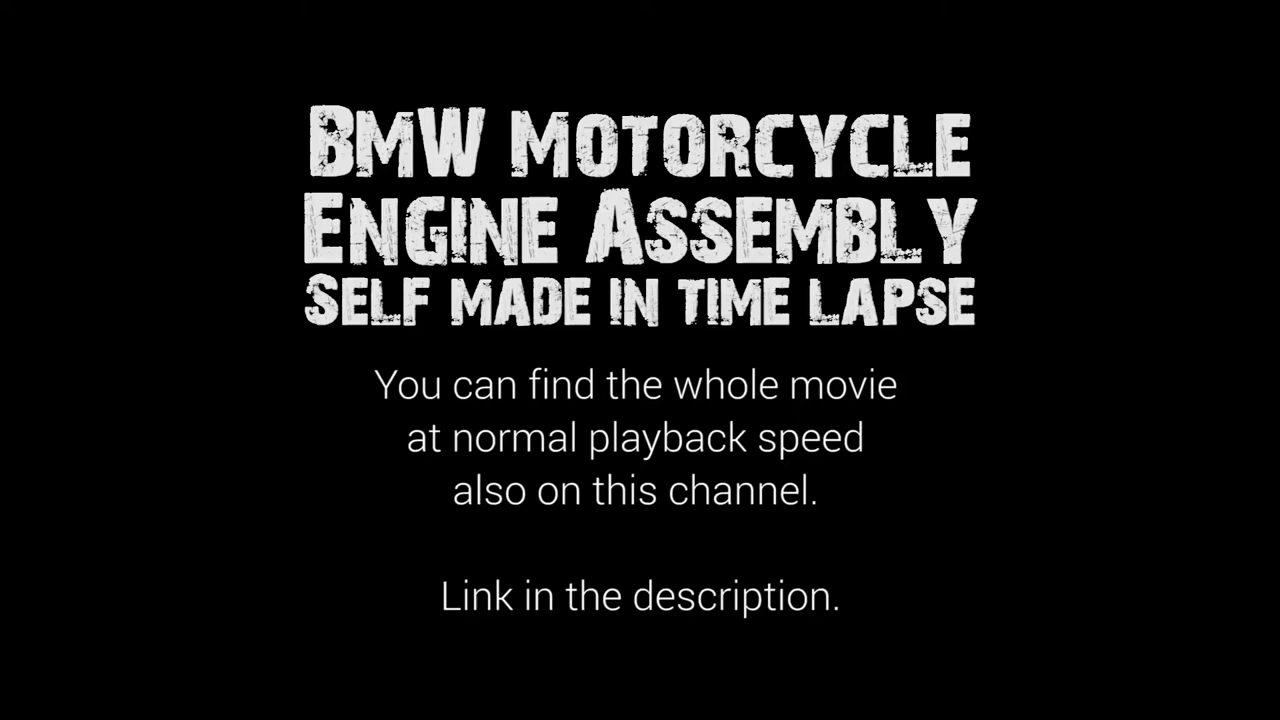 BMW MOTORCYCLE
ENGINE ASSEMBLY
SELF MADE IN TIME LAPSE
You can find the whole movie
at normal playback speed
also on this channel.
Link in the description.